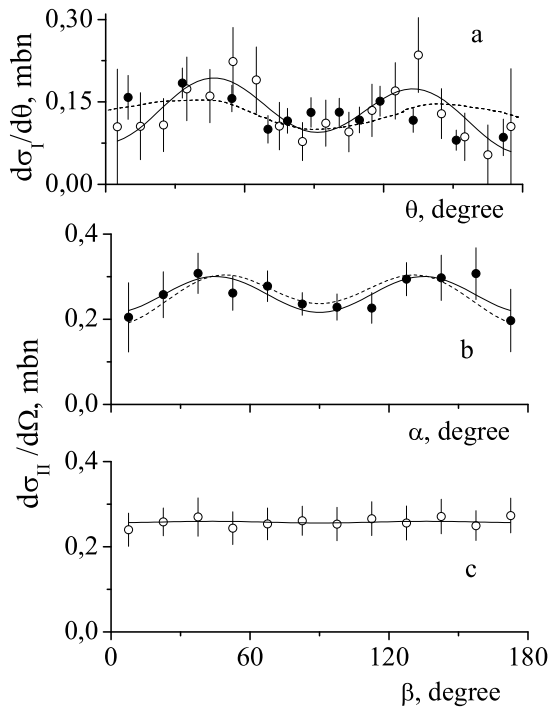 0,30
a
0,15
dσI/dθ, mbn
0,00
θ, degree
0,4
0,2
b
0,0
α, degree
dσII/dΩ, mbn
0,4
0,2
c
0,0
0 60 120 180
β, degree